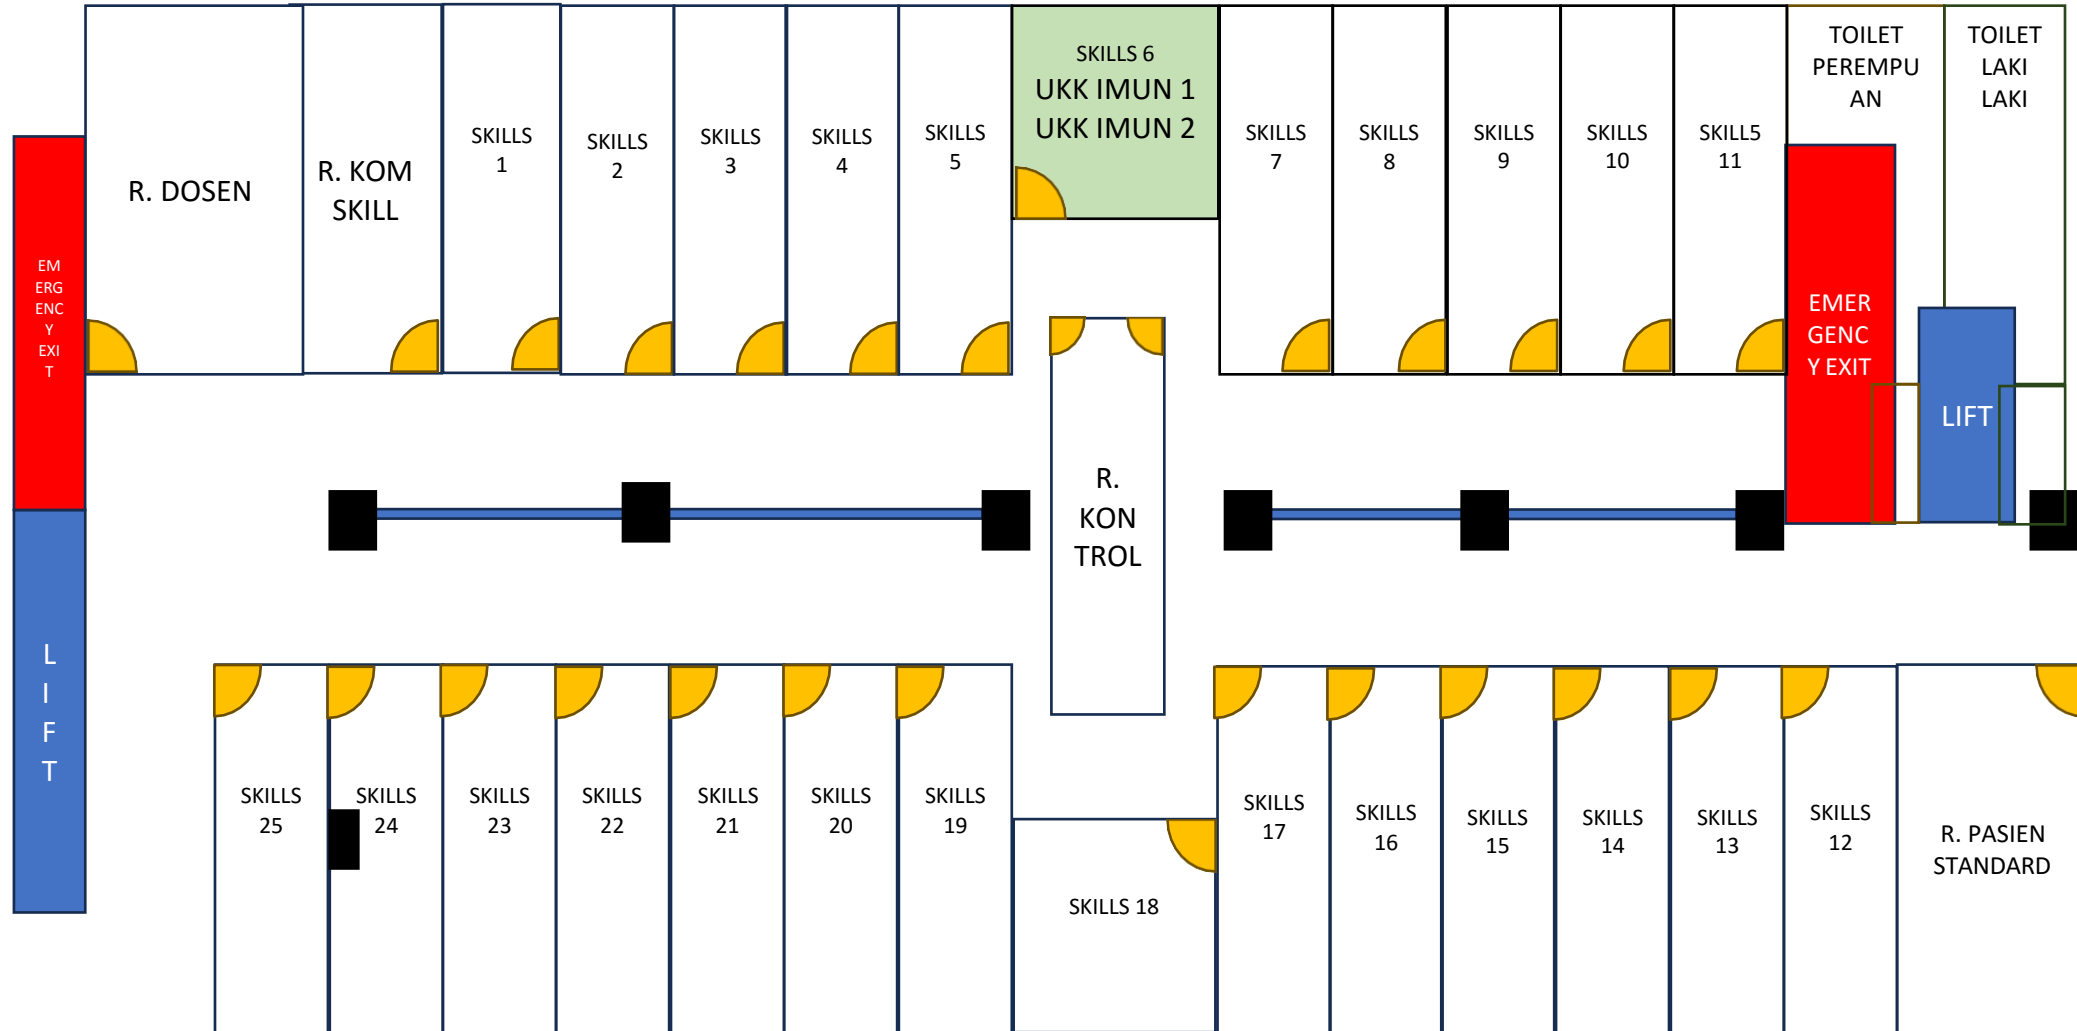 R. DOSEN
R. KOM
SKILL
SKILLS
1
SKILLS
2
SKILLS
3
SKILLS
4
SKILLS
5
SKILLS 6
UKK IMUN 1
UKK IMUN 2
SKILLS
7
SKILLS
8
SKILLS
9
SKILLS
10
SKILL5
11
TOILET
PEREMPU
AN
TOILET
LAKI
LAKI
EM
ERG
ENC
Y
EXI
T
EMER
GENC
Y EXIT
LIFT
R.
KON
TROL
L
I
F
T
SKILLS
25
SKILLS
24
SKILLS
23
SKILLS
22
SKILLS
21
SKILLS
20
SKILLS
19
SKILLS 18
SKILLS
17
SKILLS
16
SKILLS
15
SKILLS
14
SKILLS
13
SKILLS
12
R. PASIEN
STANDARD